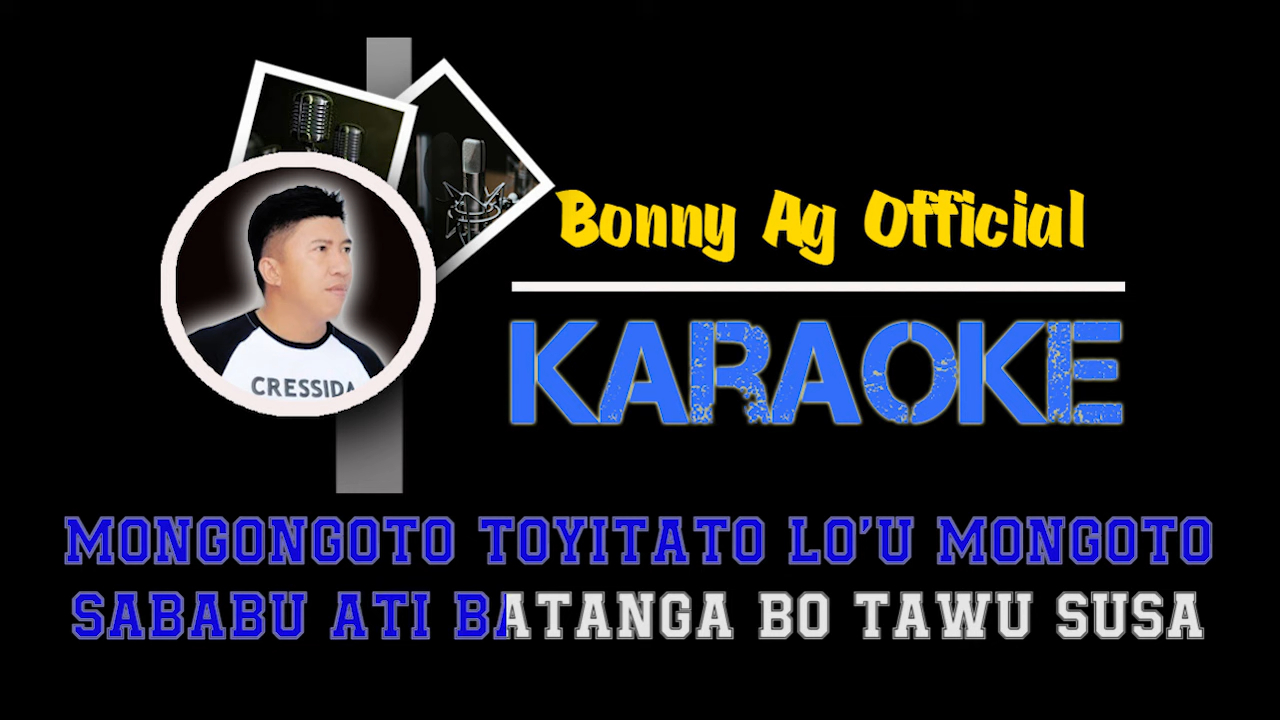 Bonny Ag Official
KARAOKE
CRESSIDA
MONGONGOTO TOYITATO LO'U MONGOTO
SABABU ATI BATANGA BO TAWU SUSA